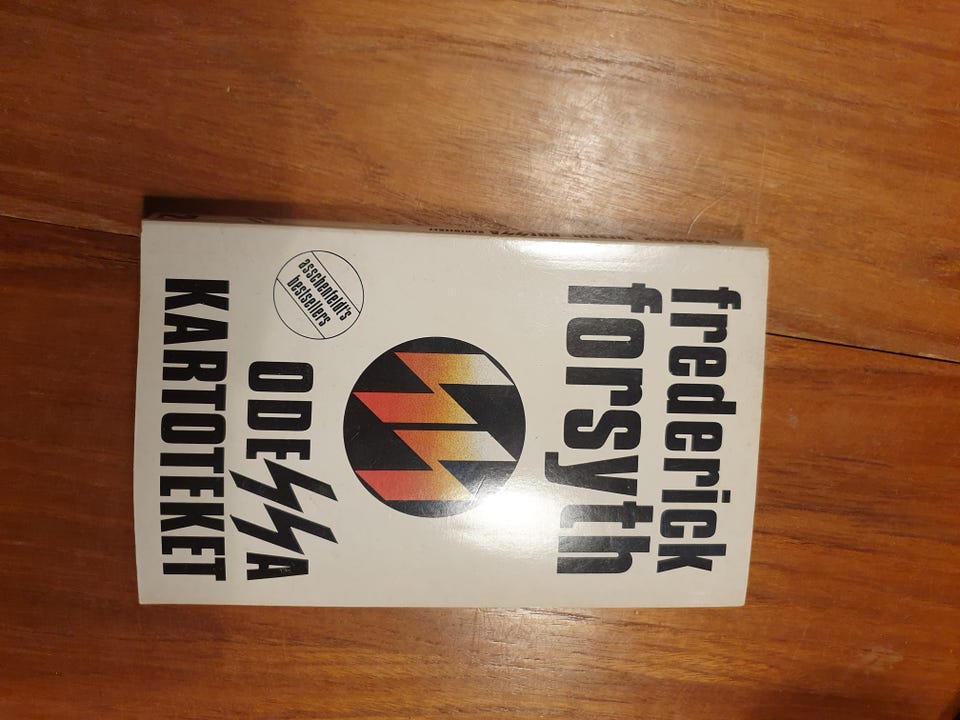 frederick
forsyth
asschenfeldt's
bestsellers
ODESSA
KARTOTEKET